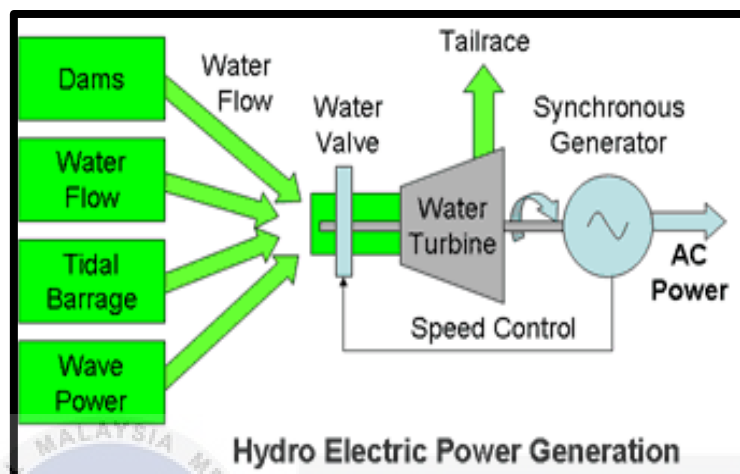 Dams
Water
Flow
Tidal
Barrage
Wave
Power
Water
Flow
Water
Valve
Tailrace
Synchronous
Generator
Water
Turbine
AC
Power
Speed Control
MALAYSIA
Hydro Electric Power Generation